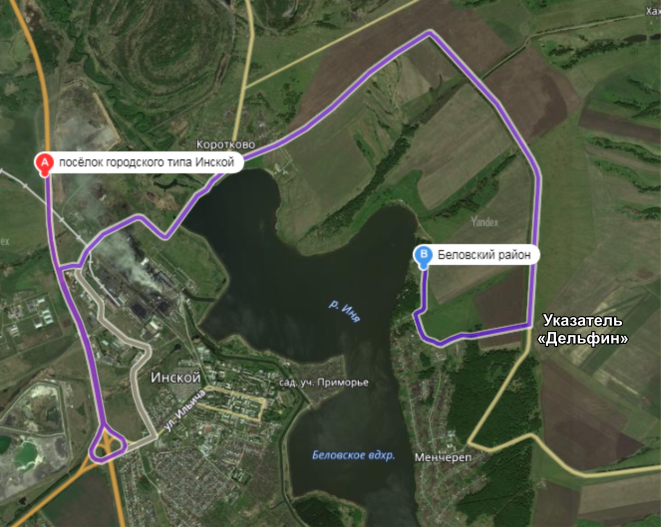 Хах
Коротково
A
посёлок городского типа Инской
Yandex
ex
B
Беловский район
р. Иня
Указатель
«Дельфин»
Инской
сад. уч. Приморье
ул. Ильича
Беловское вдхр.
Менчереп